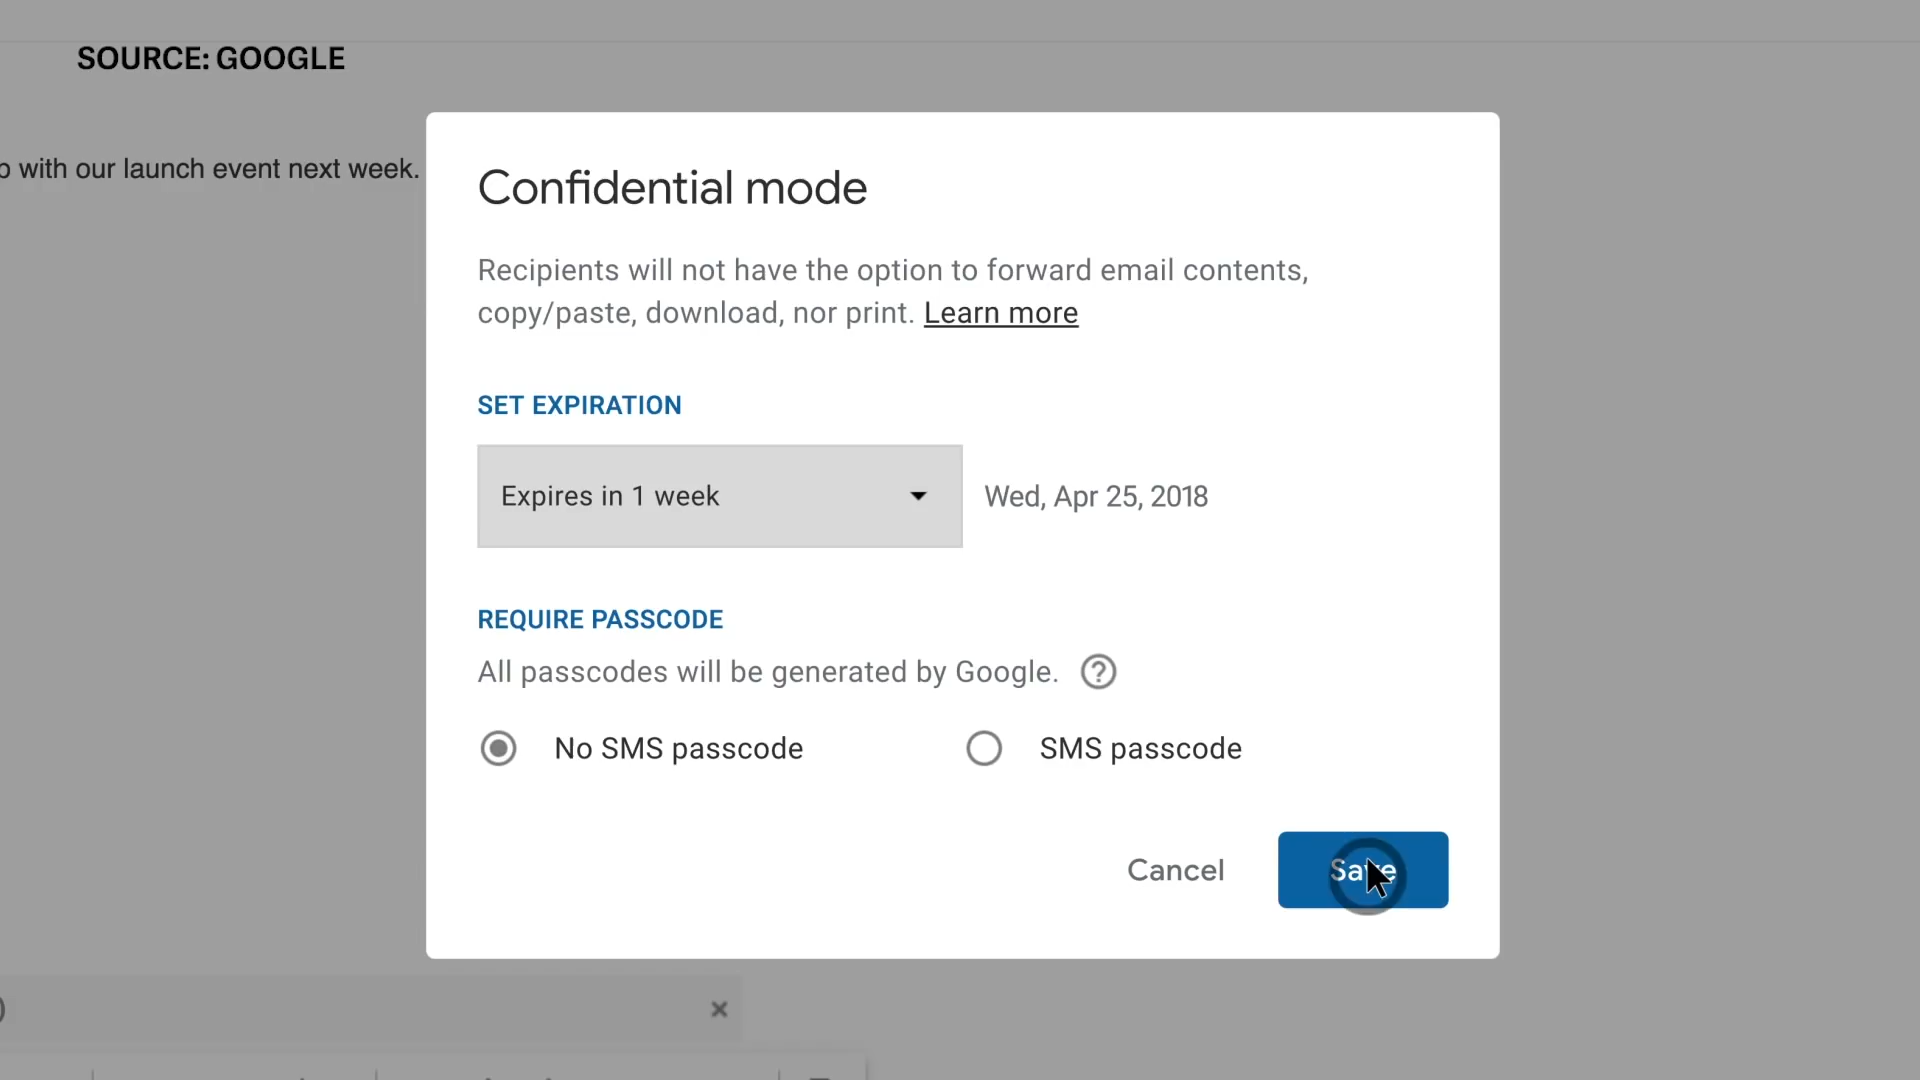 SOURCE: GOOGLE
with our launch event next week.
Confidential mode
Recipients will not have the option to forward email contents,
copy/paste, download, nor print. Learn more
SET EXPIRATION
Expires in 1 week
Wed, Apr 25, 2018
REQUIRE PASSCODE
All passcodes will be generated by Google.
No SMS passcode
SMS passcode
Cancel
Save